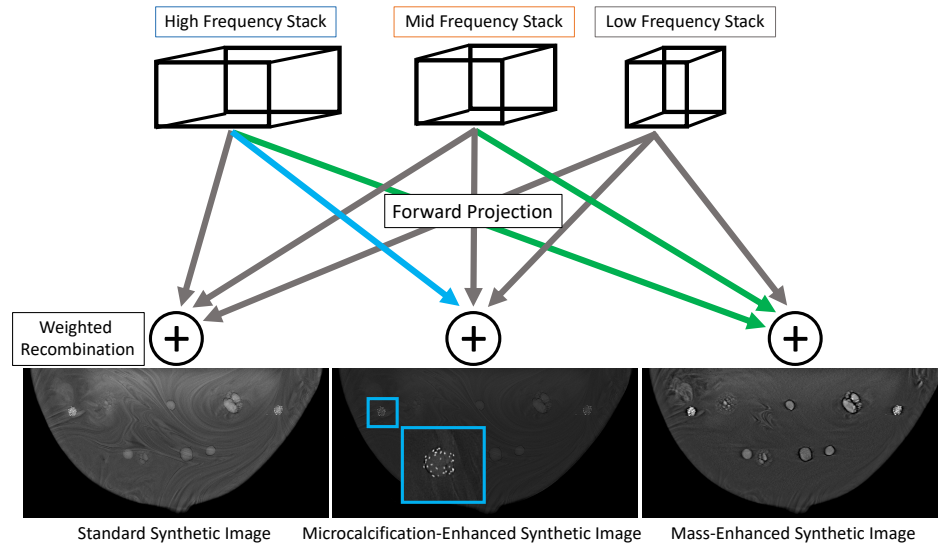 High Frequency Stack
Mid Frequency Stack
Low Frequency Stack
Forward Projection
Weighted
Recombination
Standard Synthetic Image
Microcalcification-Enhanced Synthetic Image
Mass-Enhanced Synthetic Image